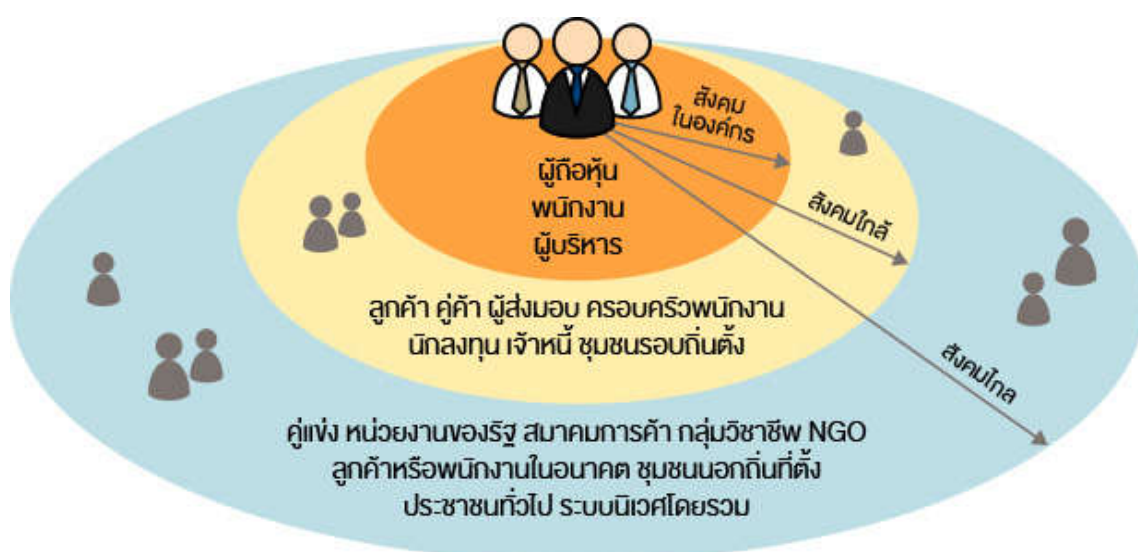 สังคม
ในองค์กร
ผู้ถือหุ้น
พนักงาน
ผู้บริหาร
สังคมใกล้
ลูกค้า คู่ค้า ผู้ส่งมอบ ครอบครัวพนักงาน
นักลงทุน เจ้าหนี้ ชุมชนรอบถิ่นตั้ง
สังคมไกล
คู่แข่ง หน่วยงานของรัฐ สมาคมการค้า กลุ่มวิชาชีพ NGO
ลูกค้าหรือพนักงานในอนาคต ชุมชนนอกถิ่นที่ตั้ง
ประชาชนทั่วไป ระบบนิเวศโดยรวม